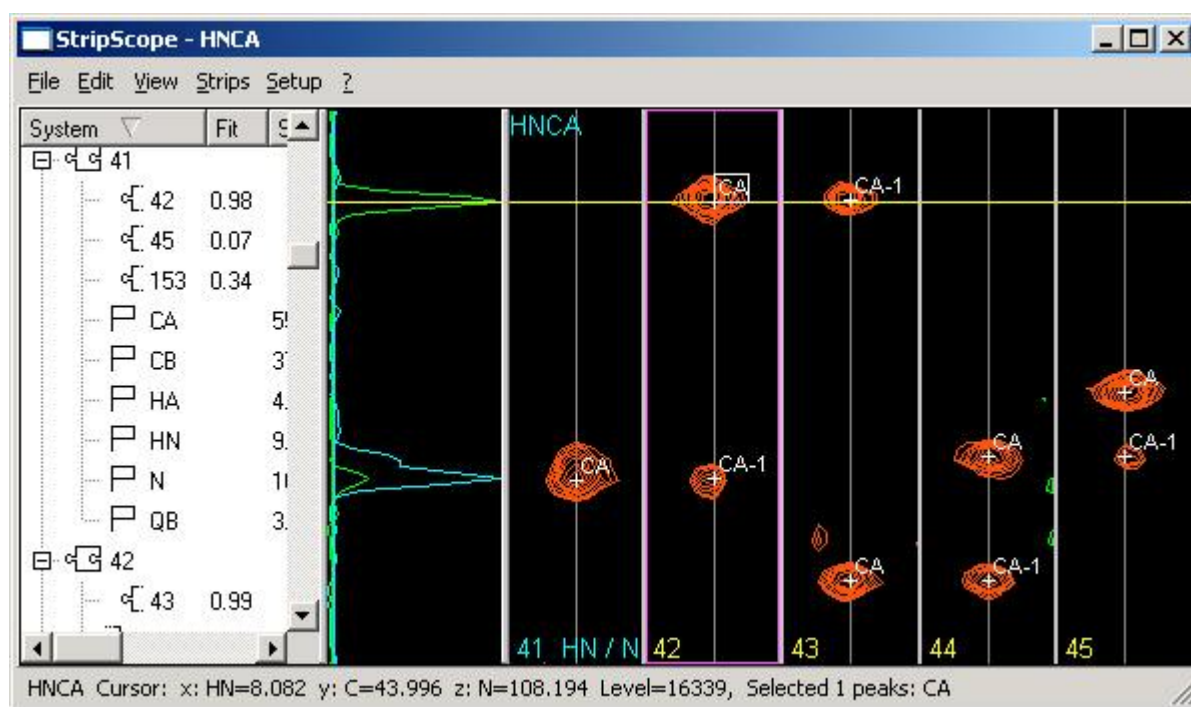 StripScope - HNCA
File Edit View Strips Setup ?
System Fit
41
42 0.98
45 0.07
153 0.34
CA
CB
HA 4.
HN 9.
N
QB 3.
42
43 0.99
HNCA
CA CA-1
CA
CA CA-1
CA CA-1
CA CA-1
41 HN / N 42 43 44 45
HNCA Cursor: x: HN=8.082 y: C=43.996 z: N=108.194 Level=16339, Selected 1 peaks: CA